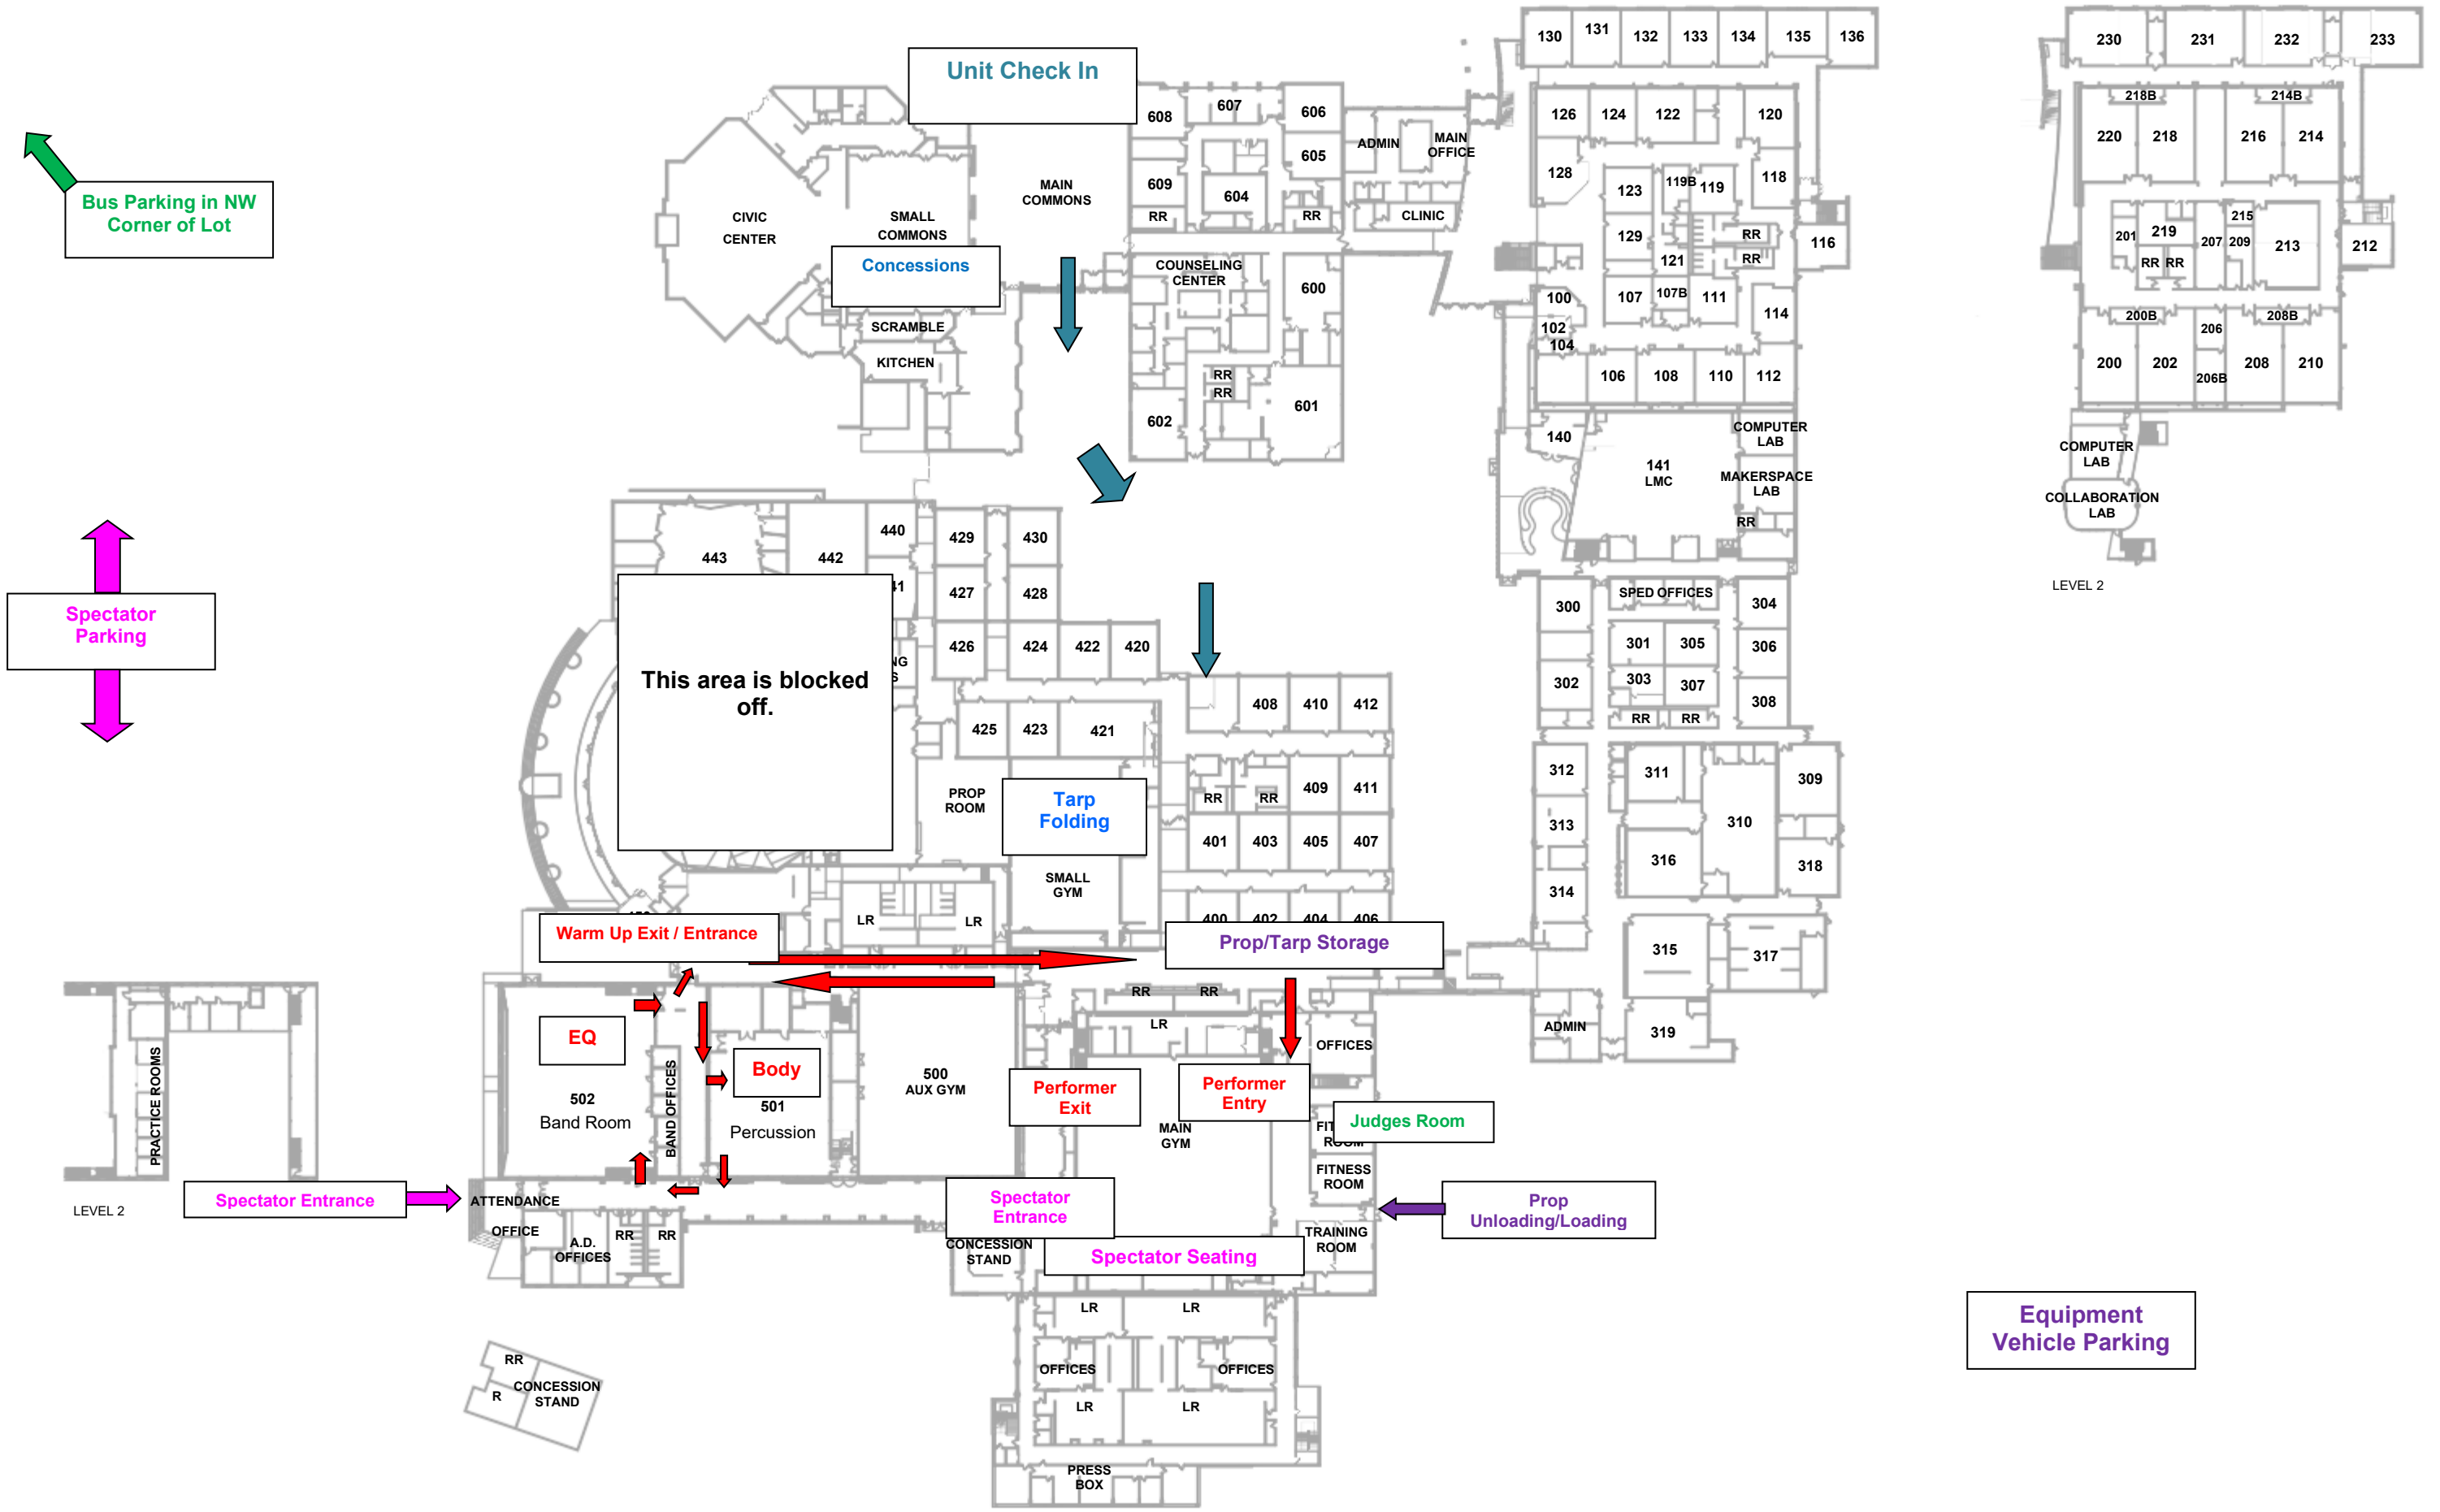 Unit Check In
130
131
132
133
134
135
136
230
231
232
233
608
607
606
605
609
604
RR
RR
ADMIN
MAIN
OFFICE
CLINIC
126
124
122
120
128
123
119B
119
118
129
121
RR
RR
116
100
102
104
107
107B
111
114
106
108
110
112
218B
214B
220
218
216
214
201
219
RR
RR
207
215
209
213
212
200B
206
208B
200
202
206B
208
210
COMPUTER
LAB
COLLABORATION
LAB
LEVEL 2
Bus Parking in NW
Corner of Lot
CIVIC
CENTER
SMALL
COMMONS
MAIN
COMMONS
Concessions
SCRAMBLE
KITCHEN
COUNSELING
CENTER
600
RR
RR
602
601
140
141
LMC
COMPUTER
LAB
MAKERSPACE
LAB
RR
Spectator
Parking
443
442
440
41
NG
S
429
430
427
428
426
424
422
420
This area is blocked
off.
425
423
421
408
410
412
300
SPED OFFICES
304
301
305
306
302
303
307
308
RR
RR
PROP
ROOM
Tarp
Folding
SMALL
GYM
RR
RR
409
411
401
403
405
407
400
402
404
406
312
311
309
313
310
316
318
314
315
317
ADMIN
319
LR
LR
Warm Up Exit / Entrance
Prop/Tarp Storage
PRACTICE ROOMS
LEVEL 2
EQ
502
Band Room
BAND OFFICES
Body
501
Percussion
500
AUX GYM
RR
RR
LR
OFFICES
Performer
Exit
Performer
Entry
Judges Room
MAIN
GYM
FIT
ROOM
FITNESS
ROOM
Spectator Entrance
ATTENDANCE
OFFICE
A.D.
OFFICES
RR
RR
Spectator
Entrance
CONCESSION
STAND
Spectator Seating
TRAINING
ROOM
Prop
Unloading/Loading
Equipment
Vehicle Parking
LR
LR
OFFICES
OFFICES
LR
LR
PRESS
BOX
RR
R
CONCESSION
STAND